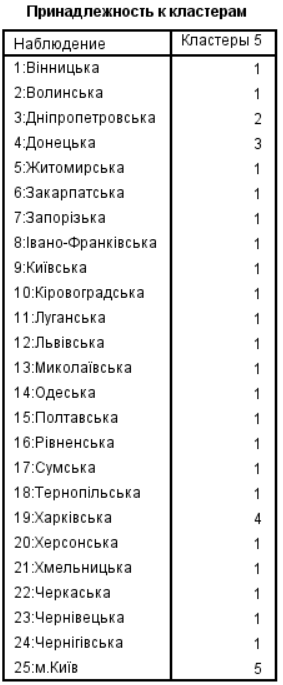 Принадлежность к кластерам
Наблюдение Кластеры 5
1:Вінницька 1
2:Волинська 1
3:Дніпропетровська 2
4:Донецька 3
5:Житомирська 1
6:Закарпатська 1
7:Запорізька 1
8:Івано-Франківська 1
9:Київська 1
10:Кіровоградська 1
11:Луганська 1
12:Львівська 1
13:Миколаївська 1
14:Одеська 1
15:Полтавська 1
16:Рівненська 1
17:Сумська 1
18:Тернопільська 1
19:Харківська 4
20:Херсонська 1
21:Хмельницька 1
22:Черкаська 1
23:Чернівецька 1
24:Чернігівська 1
25:м.Київ 5